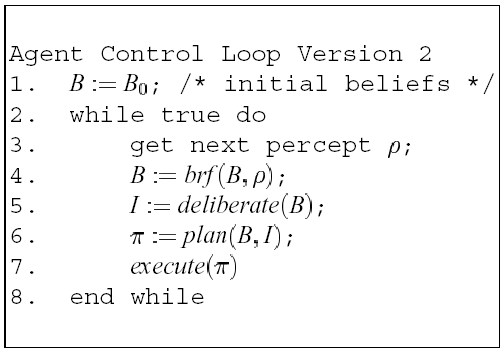 Agent Control Loop Version 2
1. B := B₀; /* initial beliefs */
2. while true do
3. get next percept ρ;
4. B := brf(B, ρ);
5. I := deliberate(B);
6. π := plan(B, I);
7. execute(π)
8. end while